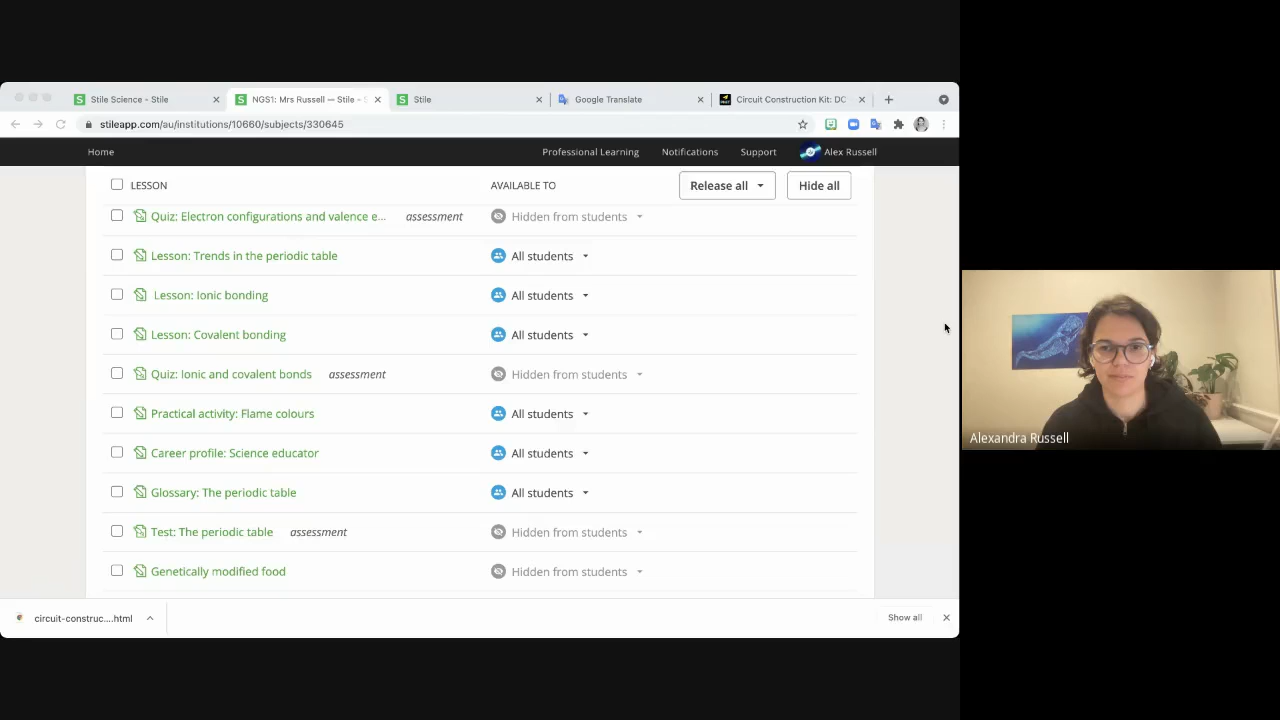 Stile Science - Stile
NGS1: Mrs Russell — Stile -
Stile
Google Translate
Circuit Construction Kit: DC
stileapp.com/au/institutions/10660/subjects/330645
Home
Professional Learning
Notifications
Support
Alex Russell
LESSON
AVAILABLE TO
Release all
Hide all
Quiz: Electron configurations and valence e... assessment Hidden from students
Lesson: Trends in the periodic table All students
Lesson: Ionic bonding All students
Lesson: Covalent bonding All students
Quiz: Ionic and covalent bonds assessment Hidden from students
Practical activity: Flame colours All students
Career profile: Science educator All students
Glossary: The periodic table All students
Test: The periodic table assessment Hidden from students
Genetically modified food Hidden from students
circuit-construc....html
Show all
Alexandra Russell